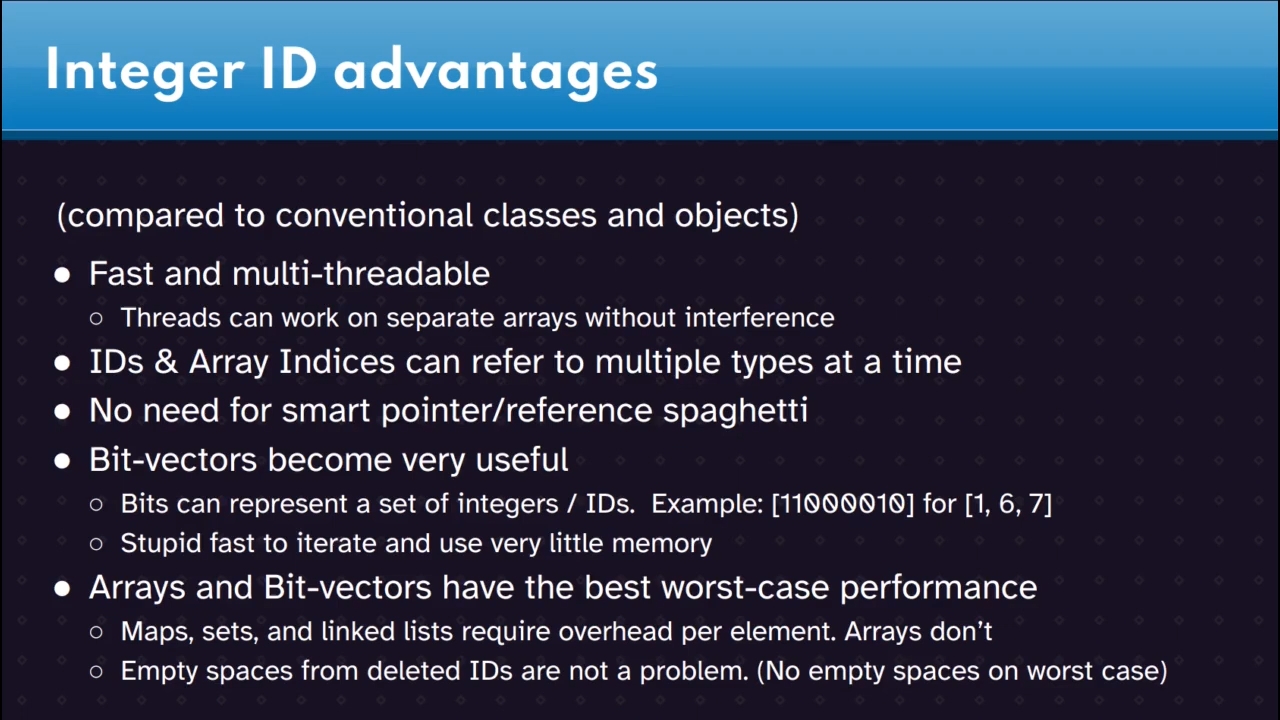 Integer ID advantages
(compared to conventional classes and objects)
● Fast and multi-threadable
○ Threads can work on separate arrays without interference
● IDs & Array Indices can refer to multiple types at a time
● No need for smart pointer/reference spaghetti
● Bit-vectors become very useful
○ Bits can represent a set of integers / IDs.  Example: [11000010] for [1, 6, 7]
○ Stupid fast to iterate and use very little memory
● Arrays and Bit-vectors have the best worst-case performance
○ Maps, sets, and linked lists require overhead per element. Arrays don’t
○ Empty spaces from deleted IDs are not a problem. (No empty spaces on worst case)